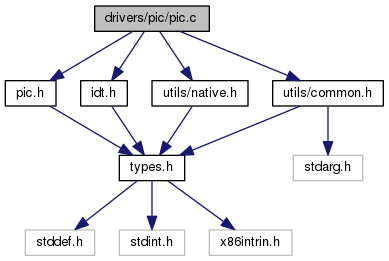 drivers/pic/pic.c
pic.h
idt.h
utils/native.h
utils/common.h
types.h
stdarg.h
stddef.h
stdint.h
x86intrin.h